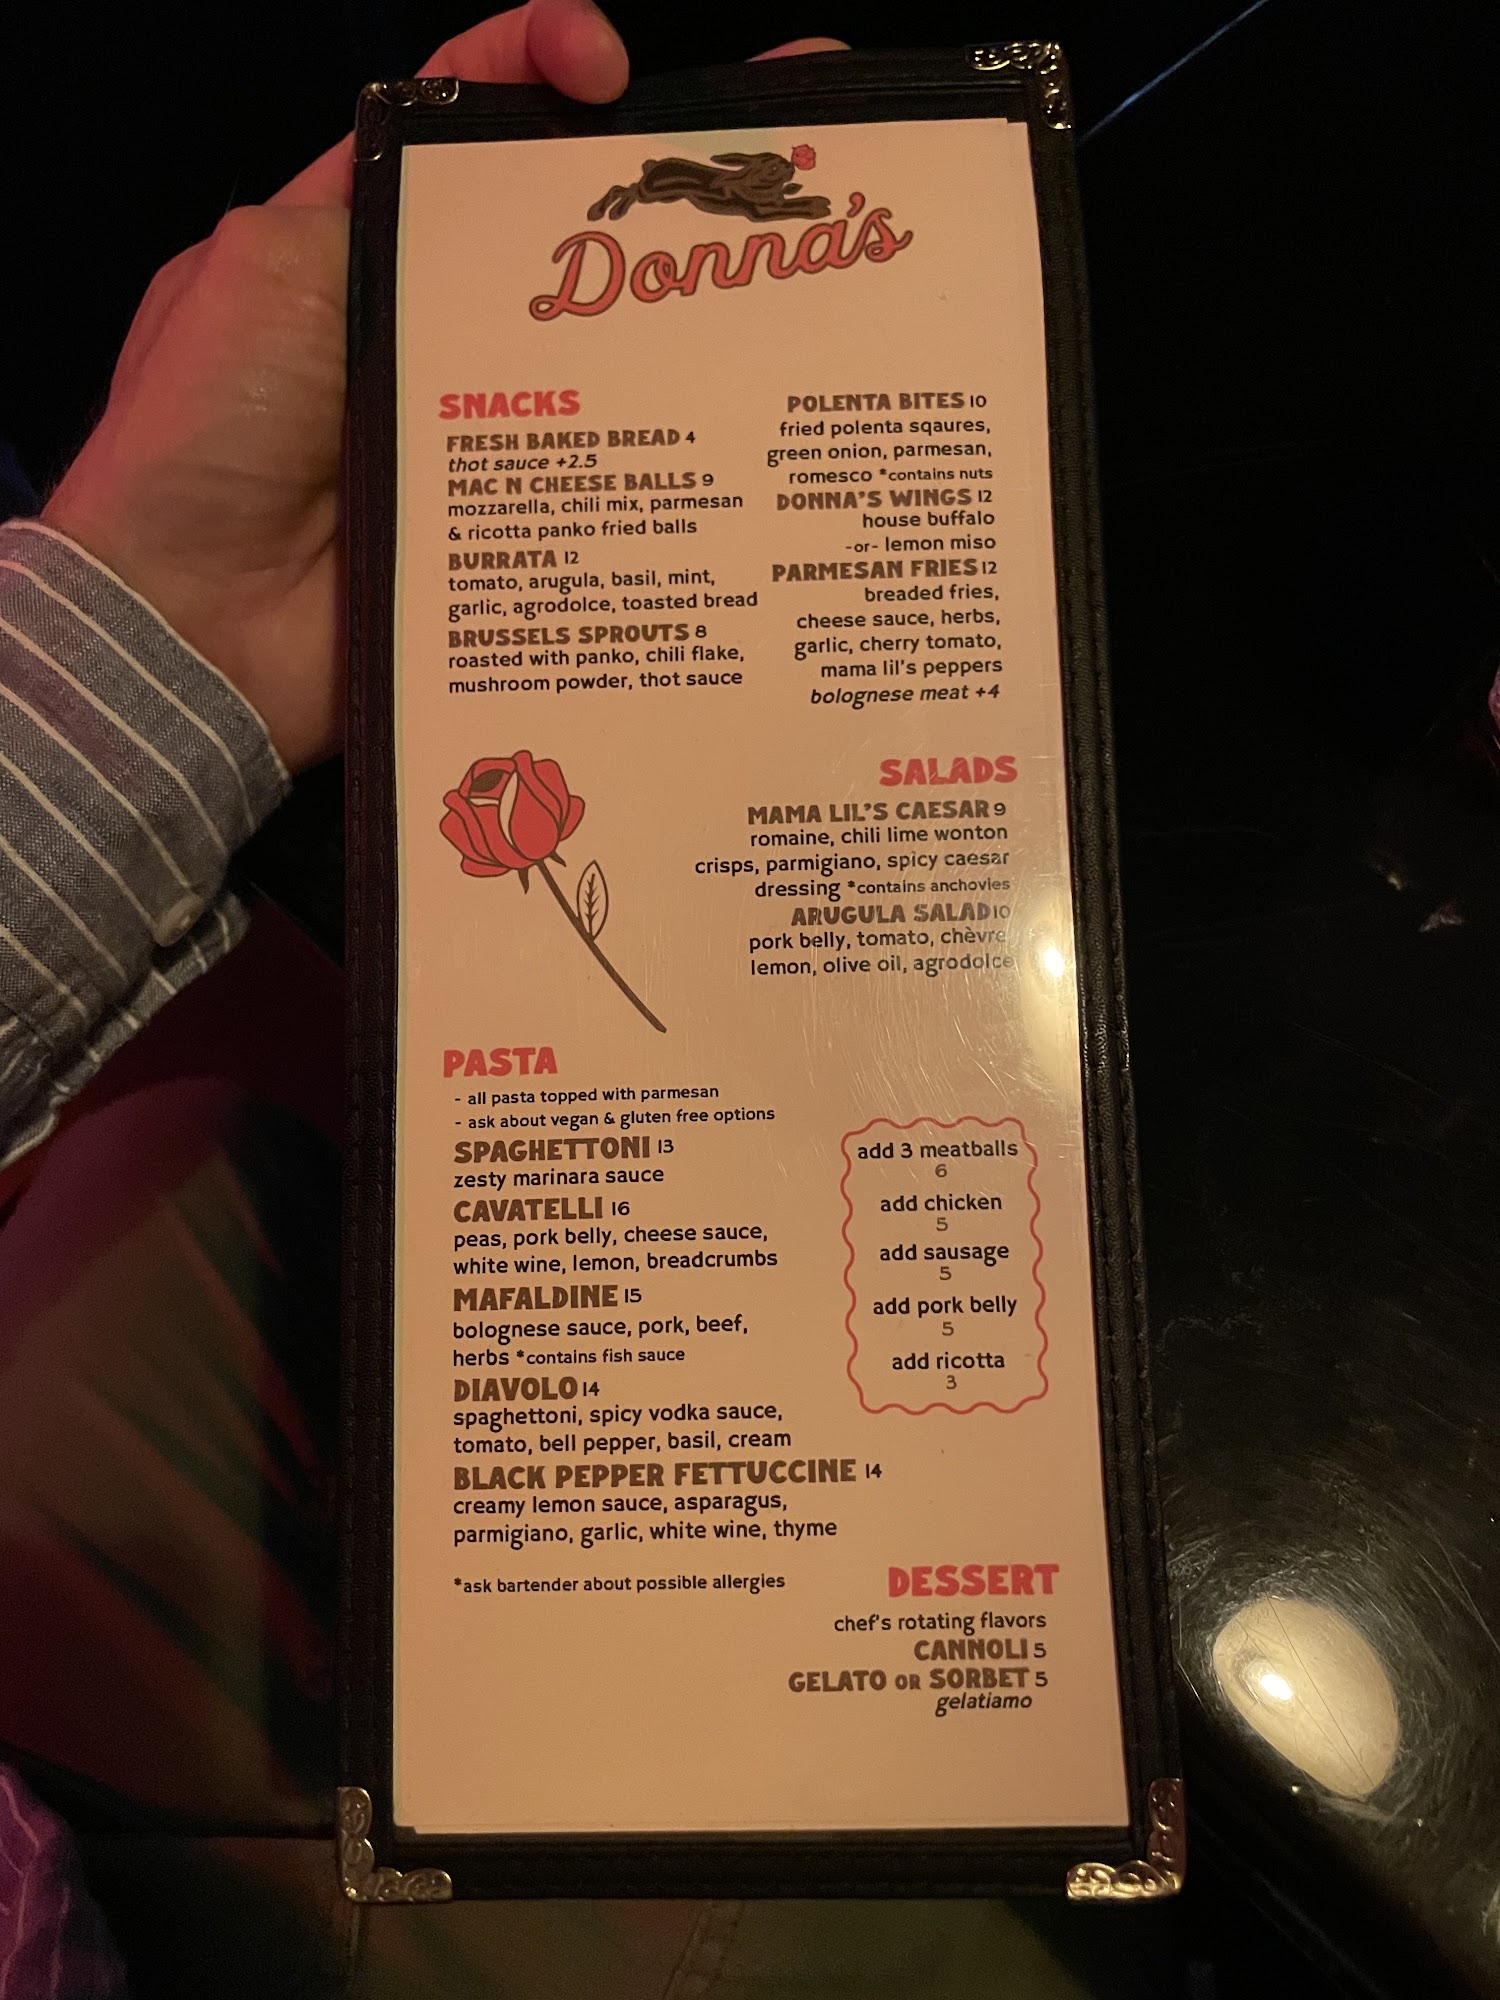 Donna's
SNACKS
FRESH BAKED BREAD 4
thot sauce +2.5
MAC N CHEESE BALLS 9
mozzarella, chili mix, parmesan
& ricotta panko fried balls
BURRATA 12
tomato, arugula, basil, mint,
garlic, agrodolce, toasted bread
BRUSSELS SPROUTS 8
roasted with panko, chili flake,
mushroom powder, thot sauce
POLENTA BITES 10
fried polenta sqaures,
green onion, parmesan,
romesco *contains nuts
DONNA'S WINGS 12
house buffalo
-or- lemon miso
PARMESAN FRIES 12
breaded fries,
cheese sauce, herbs,
garlic, cherry tomato,
mama lil's peppers
bolognese meat +4
SALADS
MAMA LIL'S CAESAR 9
romaine, chili lime wonton
crisps, parmigiano, spicy caesar
dressing *contains anchovies
ARUGULA SALAD 10
pork belly, tomato, chèvre
lemon, olive oil, agrodolce
PASTA
- all pasta topped with parmesan
- ask about vegan & gluten free options
SPAGHETTONI 13
zesty marinara sauce
CAVATELLI 16
peas, pork belly, cheese sauce,
white wine, lemon, breadcrumbs
MAFALDINE 15
bolognese sauce, pork, beef,
herbs *contains fish sauce
DIAVOLO 14
spaghettoni, spicy vodka sauce,
tomato, bell pepper, basil, cream
BLACK PEPPER FETTUCCINE 14
creamy lemon sauce, asparagus,
parmigiano, garlic, white wine, thyme
*ask bartender about possible allergies
add 3 meatballs
6
add chicken
5
add sausage
5
add pork belly
5
add ricotta
3
DESSERT
chef's rotating flavors
CANNOLI 5
GELATO OR SORBET 5
gelatiamo